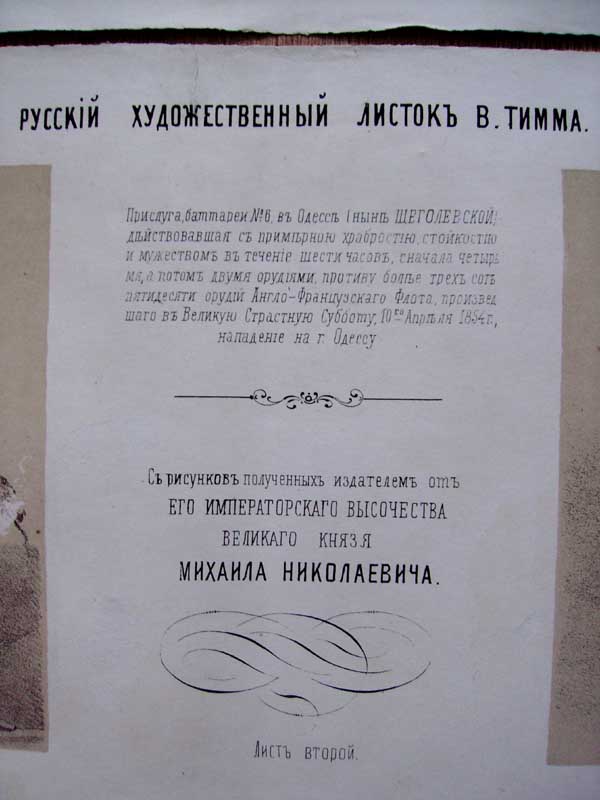 РУССКІЙ ХУДОЖЕСТВЕННЫЙ ЛИСТОКЪ В. ТИММА.
Прислуга, баттареи №6, въ Одессѣ (нынѣ ЩЕГОЛЕВСКОЙ)
дѣйствовавшая съ примѣрною храбростію, стойкостію
и мужествомъ въ теченіе шести часовъ, сначала четырь
мя, а потомъ двумя орудіями, противу болѣе трехъ сотъ
пятидесяти орудій Англо-Французскаго Флота, произвед
шаго въ Великую Страстную Субботу, 10го Апрѣля 1854 г.,
нападеніе на г. Одессу
Съ рисунковъ полученныхъ издателемъ отъ
ЕГО ИМПЕРАТОРСКАГО ВЫСОЧЕСТВА
ВЕЛИКАГО КНЯЗЯ
МИХАИЛА НИКОЛАЕВИЧА.
Листъ второй.